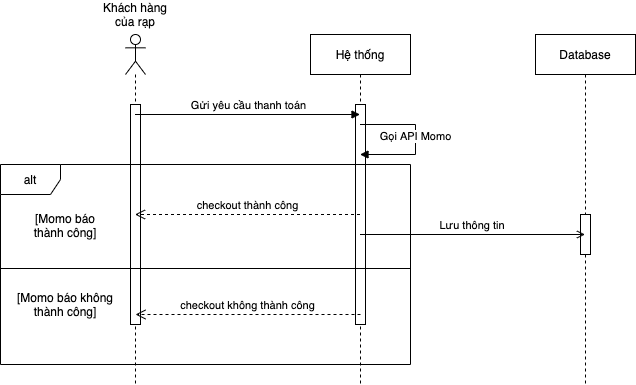 Khách hàng
của rạp
Hệ thống
Database
Gửi yêu cầu thanh toán
Gọi API Momo
alt
checkout thành công
[Momo báo
thành công]
Lưu thông tin
[Momo báo không
thành công]
checkout không thành công